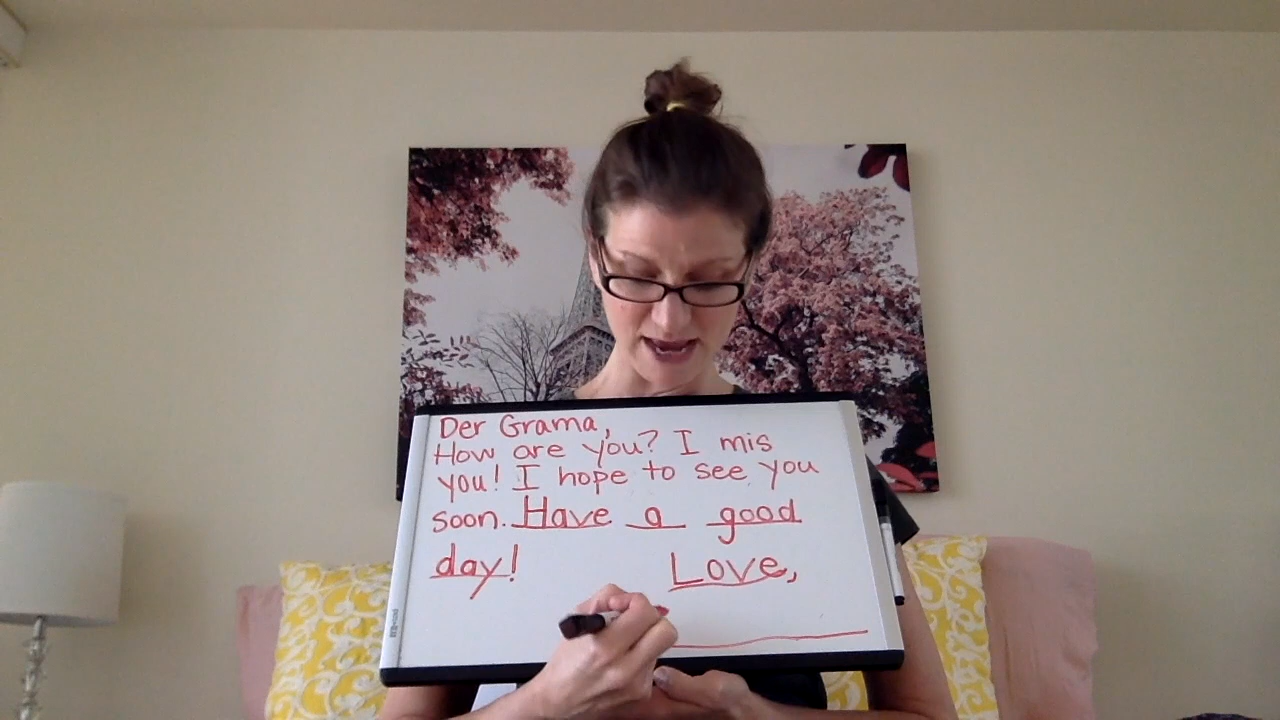 Der Grama,
How are you? I mis
you! I hope to see you
soon. Have a good
day! Love,